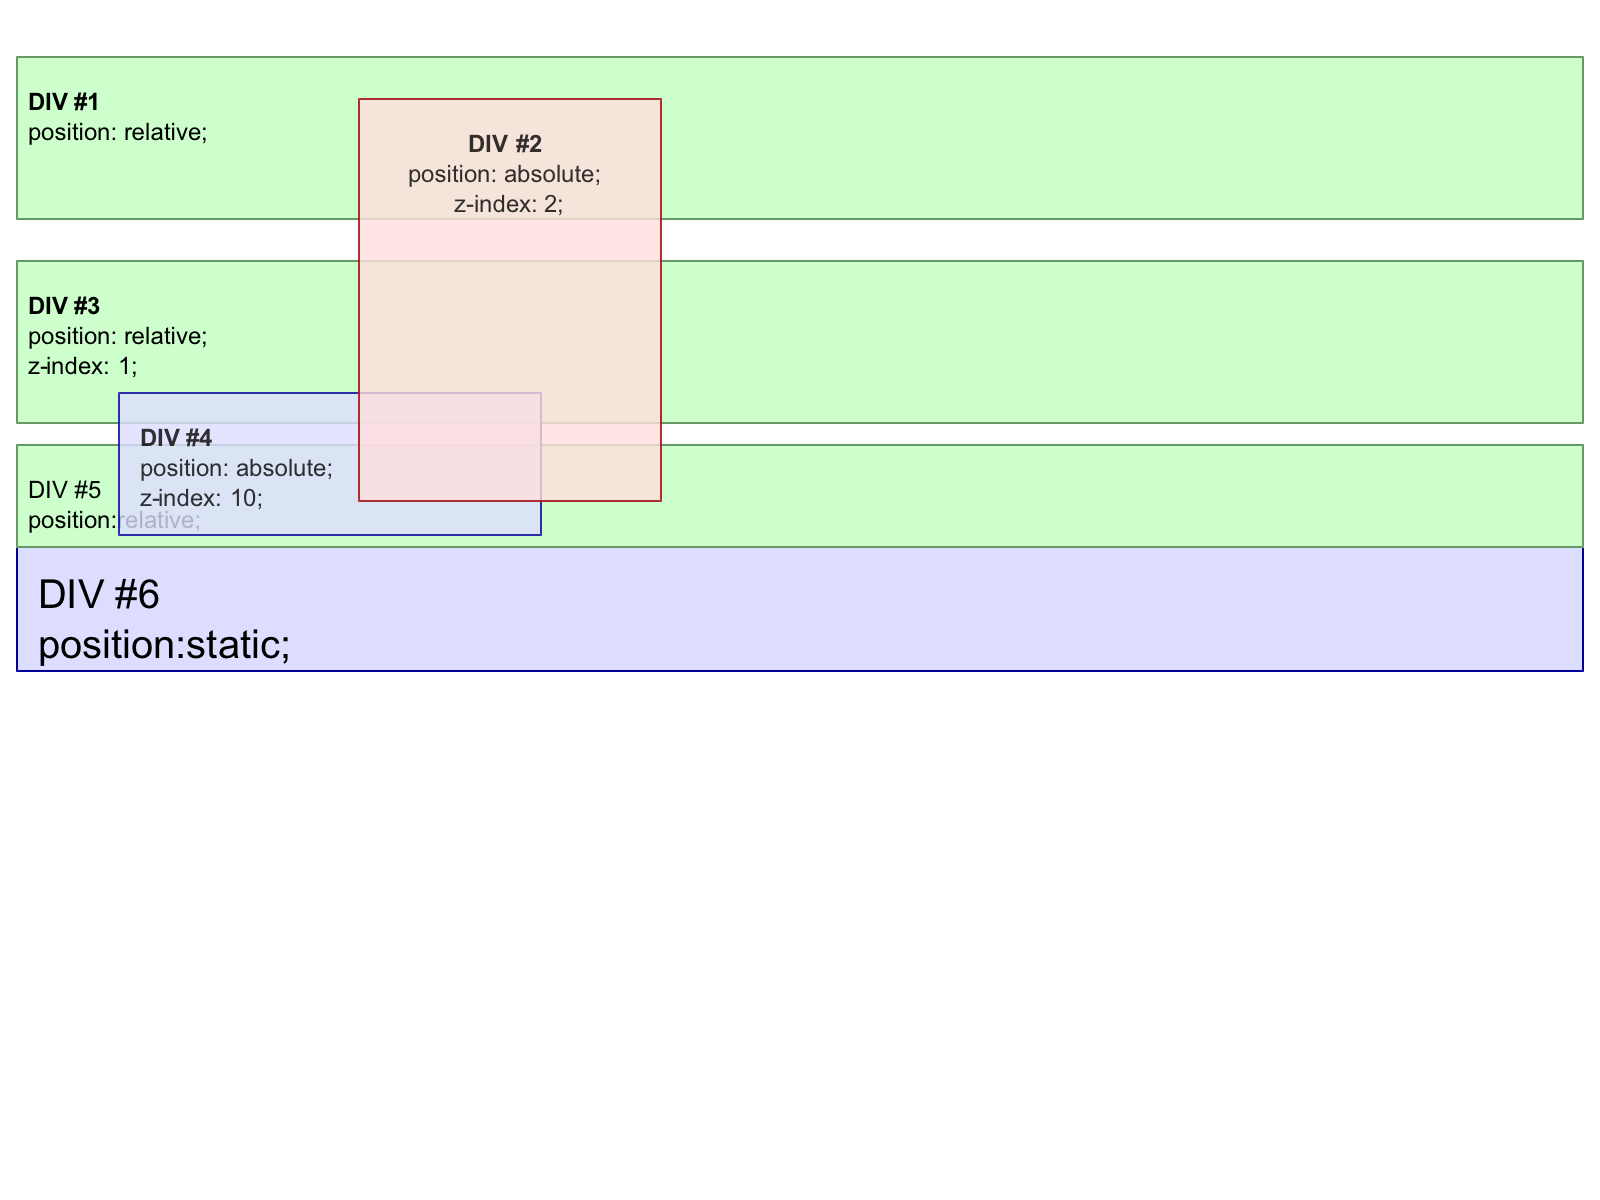 DIV #1
position: relative;
DIV #2
position: absolute;
z-index: 2;
DIV #3
position: relative;
z-index: 1;
DIV #4
position: absolute;
z-index: 10;
DIV #5
position:relative;
DIV #6
position:static;